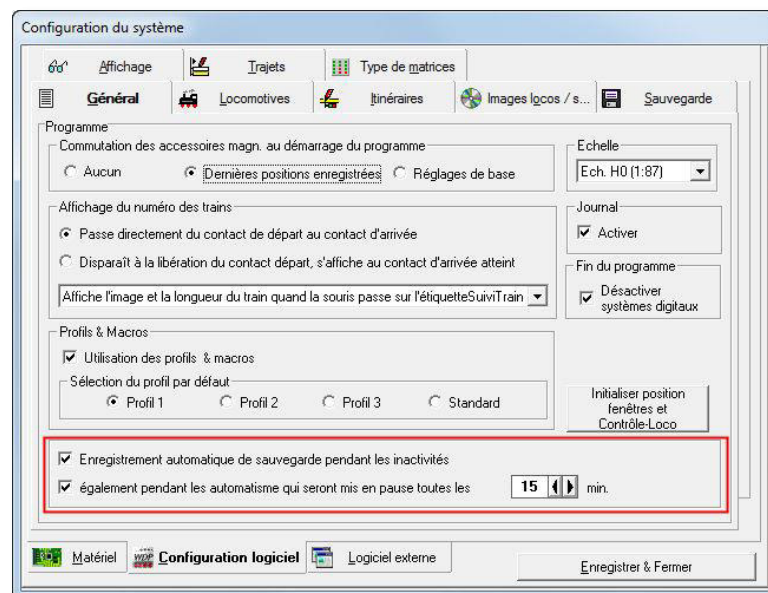 Configuration du système
Affichage Trajets Type de matrices
Général Locomotives Itinéraires Images locos / s... Sauvegarde
Programme
Commutation des accessoires magn. au démarrage du programme
Aucun Dernières positions enregistrées Réglages de base
Echelle
Ech. H0 (1:87)
Affichage du numéro des trains
Passe directement du contact de départ au contact d'arrivée
Disparaît à la libération du contact départ, s'affiche au contact d'arrivée atteint
Affiche l'image et la longueur du train quand la souris passe sur l'étiquetteSuiviTrain
Journal
Activer
Fin du programme
Désactiver
systèmes digitaux
Profils & Macros
Utilisation des profils & macros
Sélection du profil par défaut
Profil 1 Profil 2 Profil 3 Standard
Initialiser position
fenêtres et
Contrôle-Loco
Enregistrement automatique de sauvegarde pendant les inactivités
également pendant les automatisme qui seront mis en pause toutes les 15 min.
Matériel WDP Configuration logiciel Logiciel externe
Enregistrer & Fermer